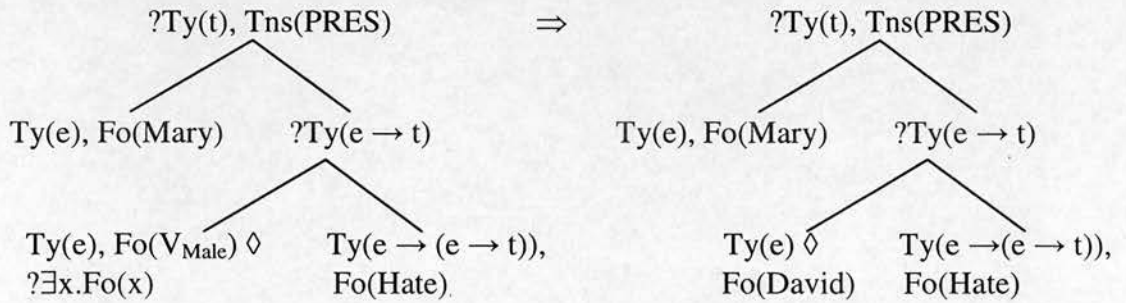 ?Ty(t), Tns(PRES) ⇒ ?Ty(t), Tns(PRES)
Ty(e), Fo(Mary) ?Ty(e → t) Ty(e), Fo(Mary) ?Ty(e → t)
Ty(e), Fo(V_Male) ◊ Ty(e → (e → t)), Ty(e) ◊ Ty(e →(e → t)),
?∃x.Fo(x) Fo(Hate) Fo(David) Fo(Hate)